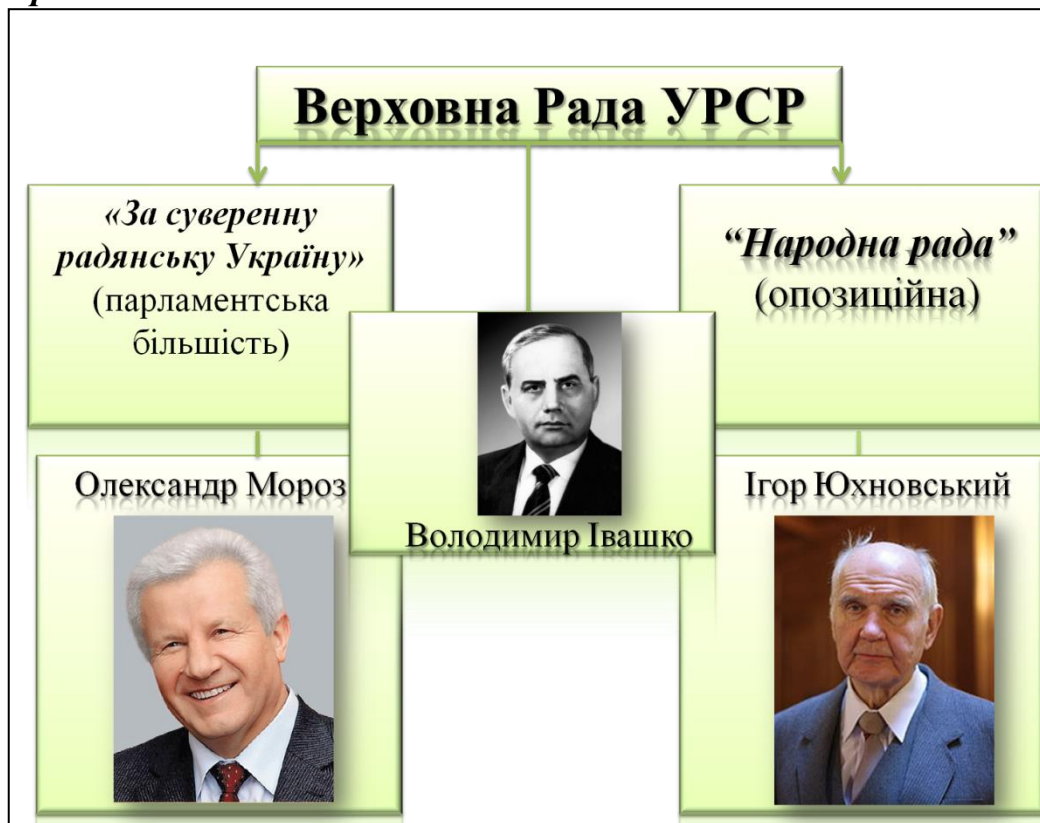 Верховна Рада УРСР
«За суверенну
радянську Україну»
(парламентська
більшість)
“Народна рада”
(опозиційна)
Олександр Мороз
Володимир Івашко
Ігор Юхновський